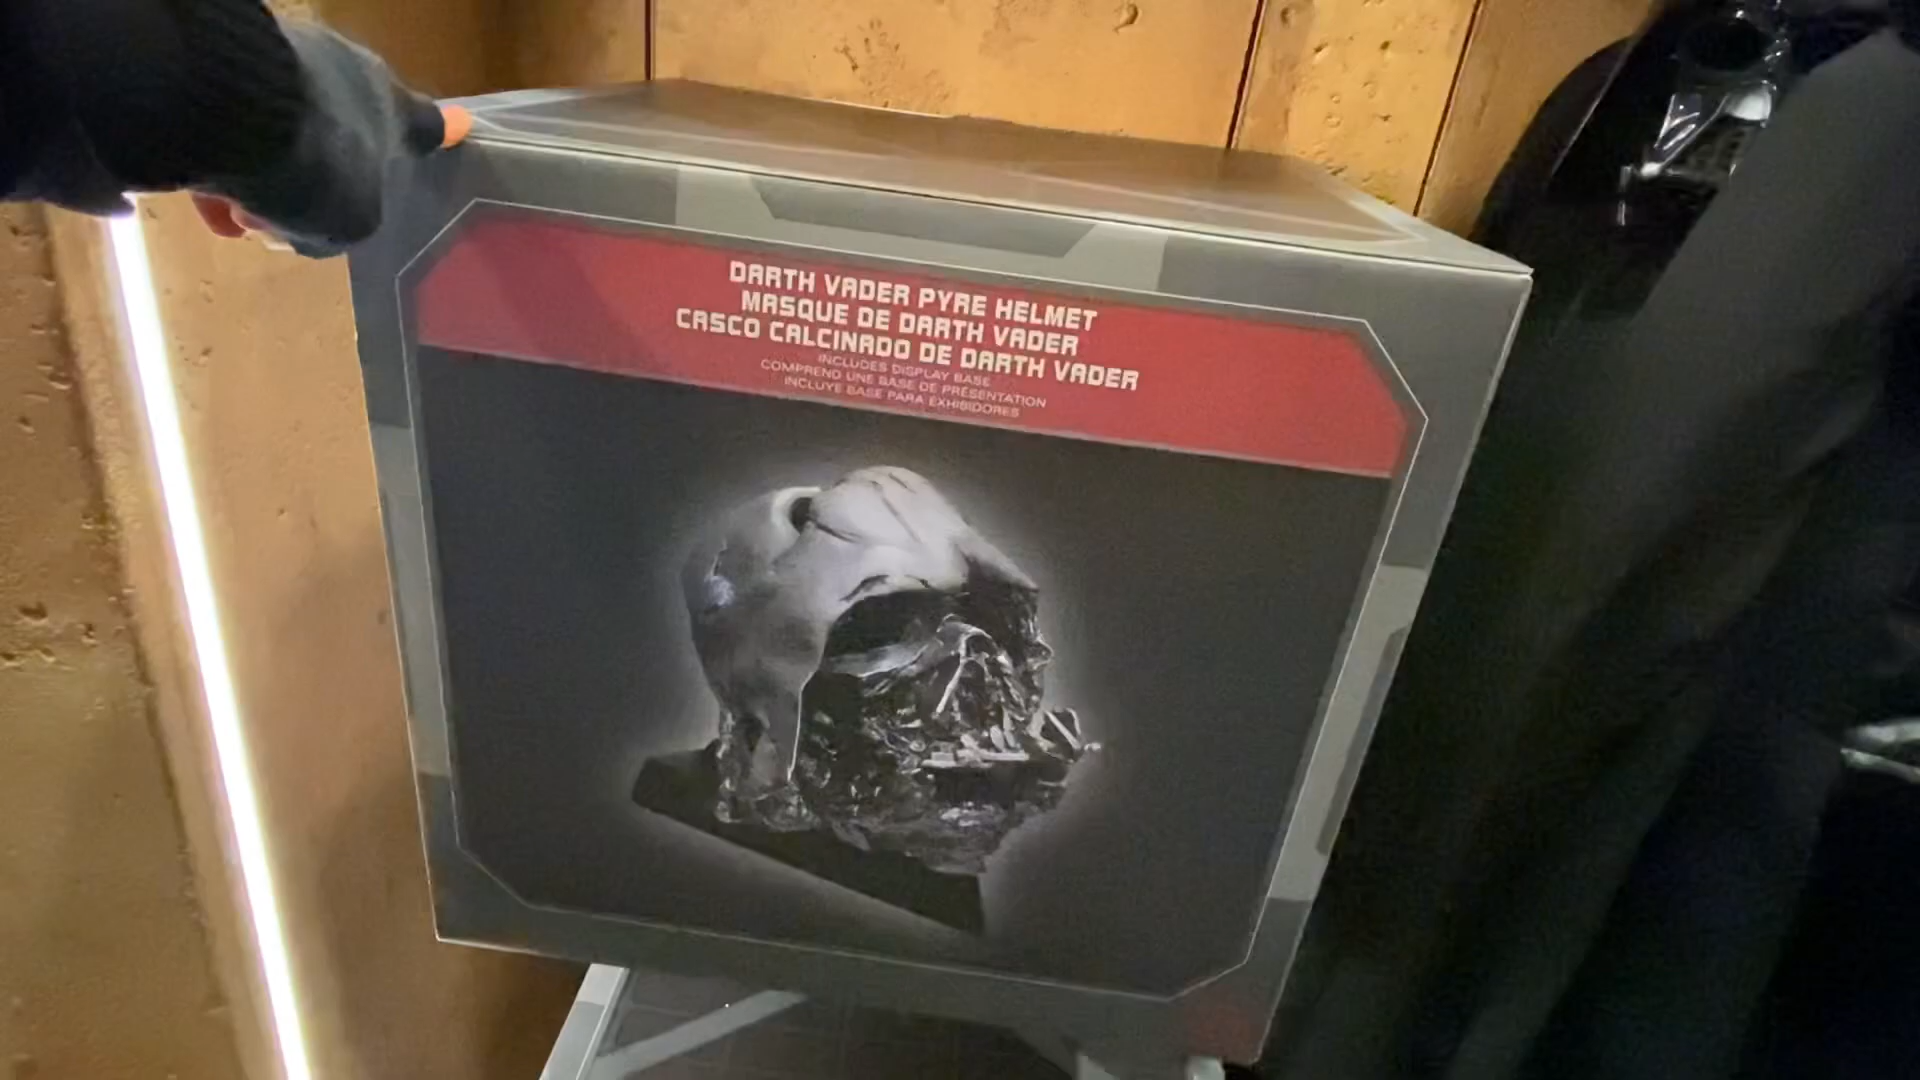 DARTH VADER PYRE HELMET
MASQUE DE DARTH VADER
CASCO CALCINADO DE DARTH VADER
INCLUDES DISPLAY BASE
COMPREND UNE BASE DE PRÉSENTATION
INCLUYE BASE PARA EXHIBIDORES